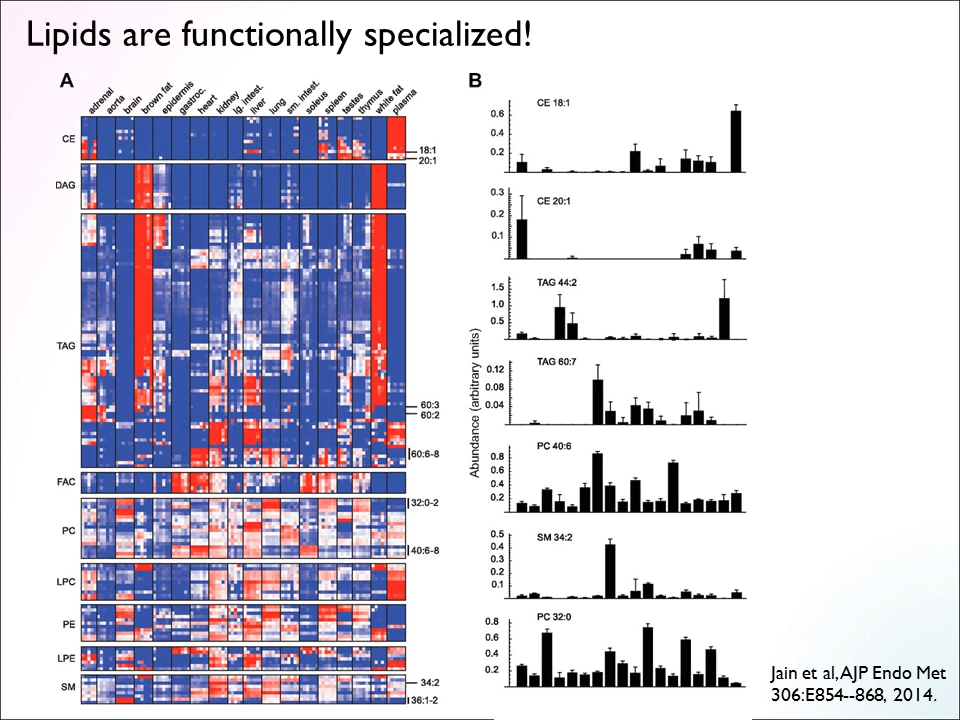 Lipids are functionally specialized!
A
adrenal
aorta
brain
brown fat
epidermis
gastroc.
heart
kidney
lg. intest.
liver
lung
sm. intest.
soleus
spleen
testes
thymus
white fat
plasma
CE
18:1
20:1
DAG
TAG
60:3
60:2
60:6-8
FAC
PC
32:0-2
40:6-8
LPC
PE
LPE
SM
34:2
36:1-2
B
Abundance (arbitrary units)
CE 18:1
0.6
0.4
0.2
CE 20:1
0.3
0.2
0.1
TAG 44:2
1.5
1.0
0.5
TAG 60:7
0.12
0.08
0.04
PC 40:6
0.8
0.6
0.4
0.2
SM 34:2
0.5
0.4
0.3
0.2
0.1
PC 32:0
0.8
0.6
0.4
0.2
Jain et al, AJP Endo Met
306:E854--868, 2014.